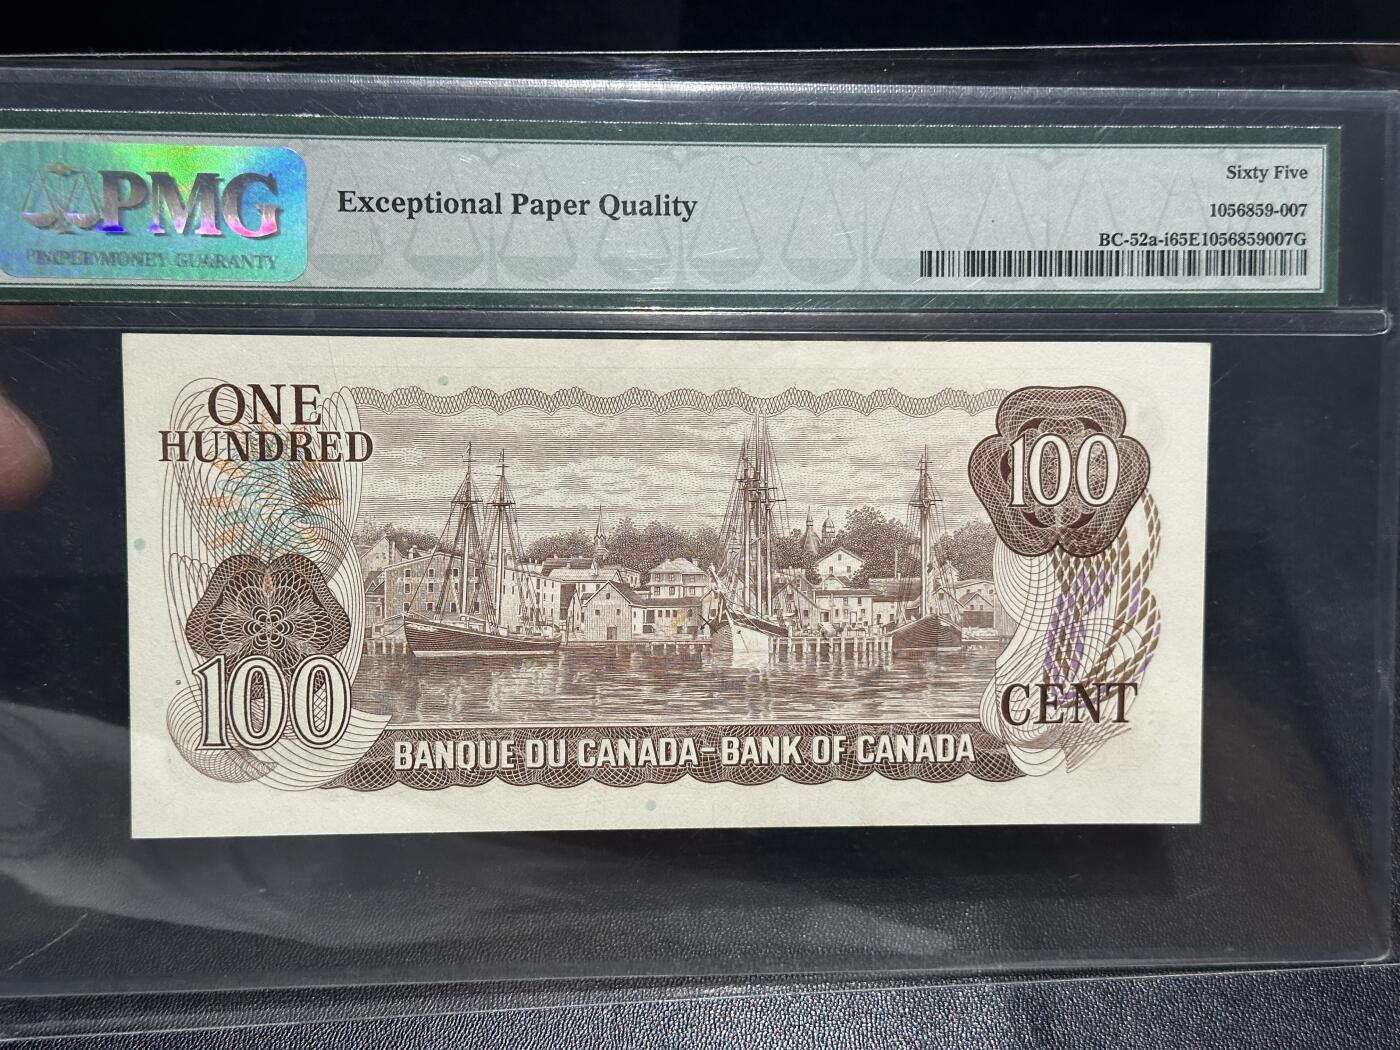 PMG
PAPER MONEY GUARANTY
Exceptional Paper Quality
Sixty Five
1056859-007
BC-52a-i65E1056859007G
ONE
HUNDRED
100
100
CENT
BANQUE DU CANADA–BANK OF CANADA